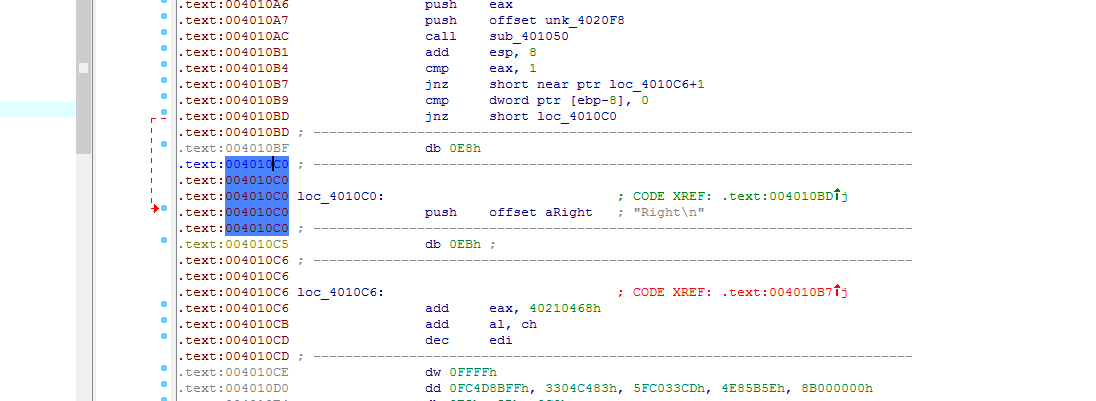 .text:004010A6 push eax
.text:004010A7 push offset unk_4020F8
.text:004010AC call sub_401050
.text:004010B1 add esp, 8
.text:004010B4 cmp eax, 1
.text:004010B7 jnz short near ptr loc_4010C6+1
.text:004010B9 cmp dword ptr [ebp-8], 0
.text:004010BD jnz short loc_4010C0
.text:004010BD ; ---------------------------------------------------------------------------
.text:004010BF db 0E8h
.text:004010C0 ; ---------------------------------------------------------------------------
.text:004010C0
.text:004010C0 loc_4010C0: ; CODE XREF: .text:004010BD↑j
.text:004010C0 push offset aRight ; "Right\n"
.text:004010C0 ; ---------------------------------------------------------------------------
.text:004010C5 db 0EBh ;
.text:004010C6 ; ---------------------------------------------------------------------------
.text:004010C6
.text:004010C6 loc_4010C6: ; CODE XREF: .text:004010B7↑j
.text:004010C6 add eax, 40210468h
.text:004010CB add al, ch
.text:004010CD dec edi
.text:004010CD ; ---------------------------------------------------------------------------
.text:004010CE dw 0FFFFh
.text:004010D0 dd 0FC4D8BFFh, 3304C483h, 5FC033CDh, 4E85B5Eh, 8B000000h